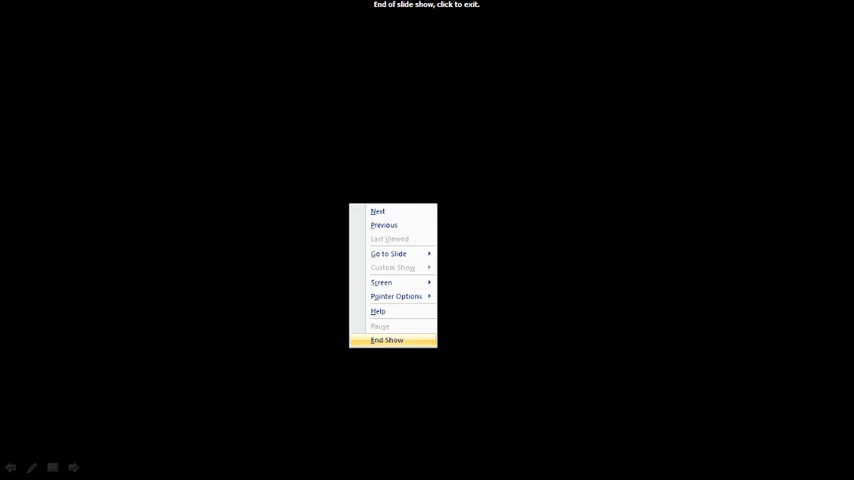 End of slide show, click to exit.
Next
Previous
Last Viewed
Go to Slide
Custom Show
Screen
Pointer Options
Help
Pause
End Show